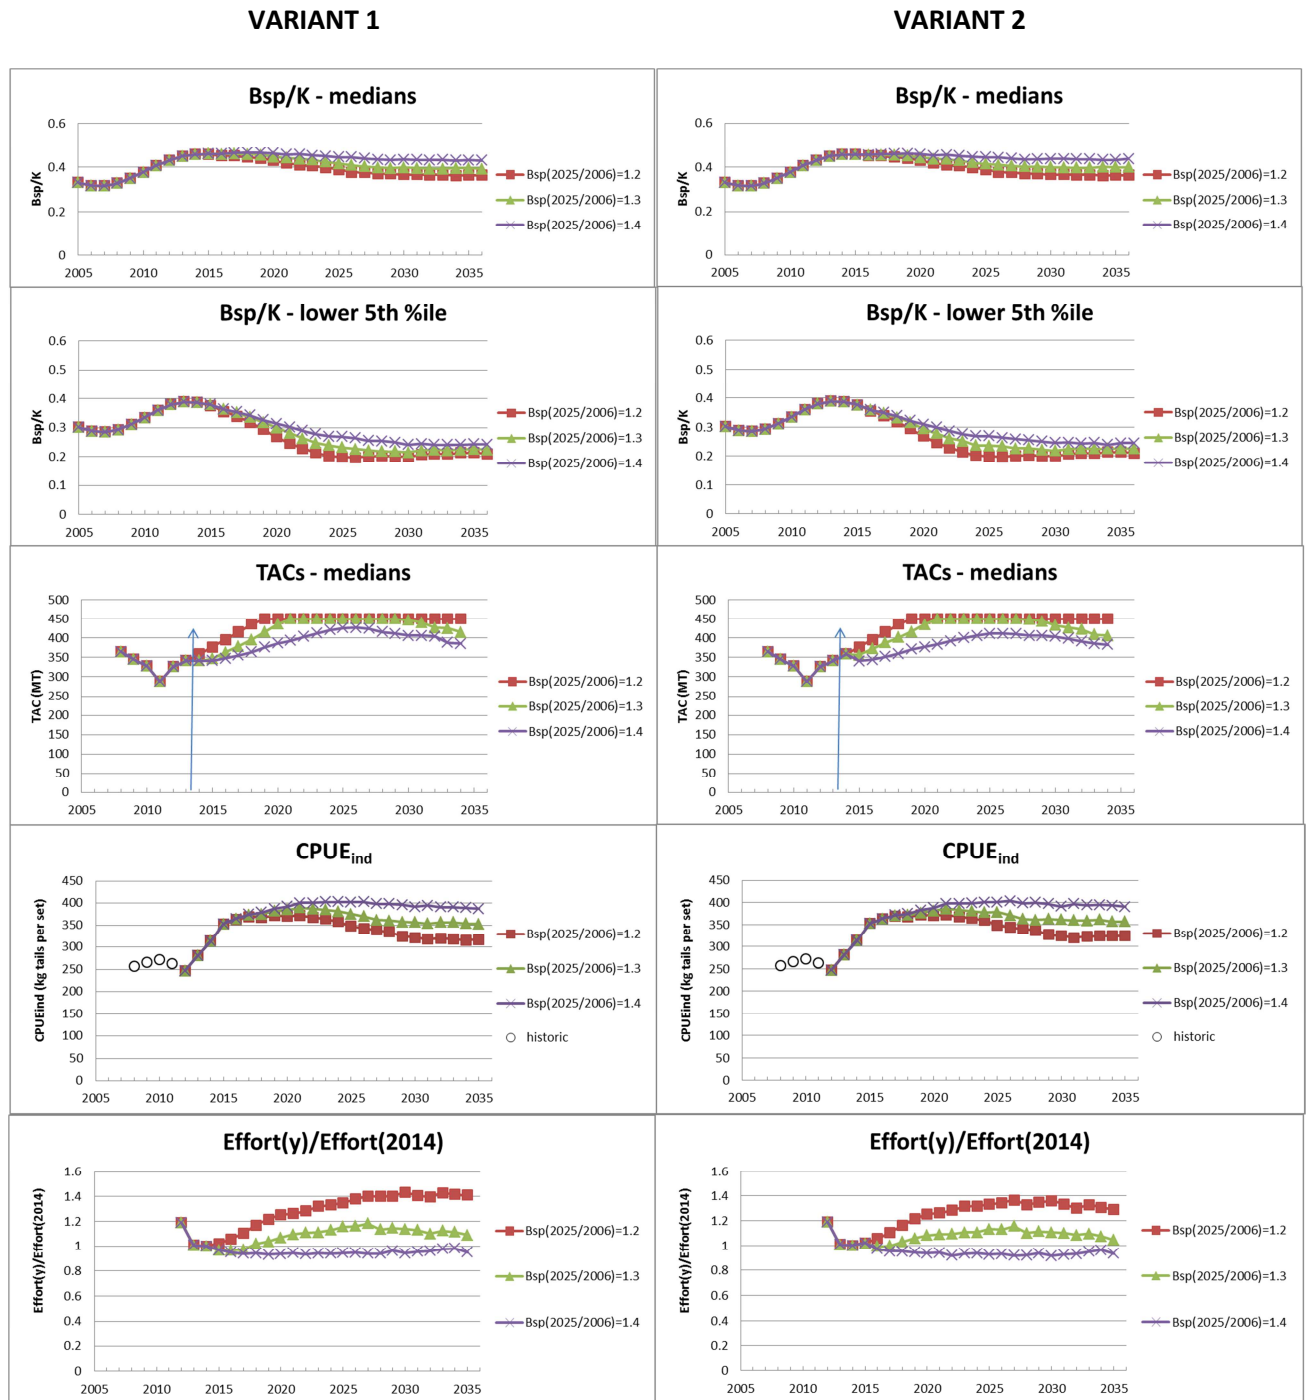 VARIANT 1
VARIANT 2
Bsp/K - medians
0.6
0.4
0.2
0
Bsp/K
2005 2010 2015 2020 2025 2030 2035
Bsp(2025/2006)=1.2
Bsp(2025/2006)=1.3
Bsp(2025/2006)=1.4
Bsp/K - medians
0.6
0.4
0.2
0
Bsp/K
2005 2010 2015 2020 2025 2030 2035
Bsp(2025/2006)=1.2
Bsp(2025/2006)=1.3
Bsp(2025/2006)=1.4
Bsp/K - lower 5th %ile
0.6
0.5
0.4
0.3
0.2
0.1
0
Bsp/K
2005 2010 2015 2020 2025 2030 2035
Bsp(2025/2006)=1.2
Bsp(2025/2006)=1.3
Bsp(2025/2006)=1.4
Bsp/K - lower 5th %ile
0.6
0.5
0.4
0.3
0.2
0.1
0
Bsp/K
2005 2010 2015 2020 2025 2030 2035
Bsp(2025/2006)=1.2
Bsp(2025/2006)=1.3
Bsp(2025/2006)=1.4
TACs - medians
500
450
400
350
300
250
200
150
100
50
0
TAC (MT)
2005 2010 2015 2020 2025 2030 2035
Bsp(2025/2006)=1.2
Bsp(2025/2006)=1.3
Bsp(2025/2006)=1.4
TACs - medians
500
450
400
350
300
250
200
150
100
50
0
TAC (MT)
2005 2010 2015 2020 2025 2030 2035
Bsp(2025/2006)=1.2
Bsp(2025/2006)=1.3
Bsp(2025/2006)=1.4
CPUEind
450
400
350
300
250
200
150
100
50
0
CPUEind (kg tails per set)
2005 2010 2015 2020 2025 2030 2035
Bsp(2025/2006)=1.2
Bsp(2025/2006)=1.3
Bsp(2025/2006)=1.4
historic
CPUEind
450
400
350
300
250
200
150
100
50
0
CPUEind (kg tails per set)
2005 2010 2015 2020 2025 2030 2035
Bsp(2025/2006)=1.2
Bsp(2025/2006)=1.3
Bsp(2025/2006)=1.4
historic
Effort(y)/Effort(2014)
1.6
1.4
1.2
1
0.8
0.6
0.4
0.2
0
Effort(y)/Effort(2014)
2005 2010 2015 2020 2025 2030 2035
Bsp(2025/2006)=1.2
Bsp(2025/2006)=1.3
Bsp(2025/2006)=1.4
Effort(y)/Effort(2014)
1.6
1.4
1.2
1
0.8
0.6
0.4
0.2
0
Effort(y)/Effort(2014)
2005 2010 2015 2020 2025 2030 2035
Bsp(2025/2006)=1.2
Bsp(2025/2006)=1.3
Bsp(2025/2006)=1.4